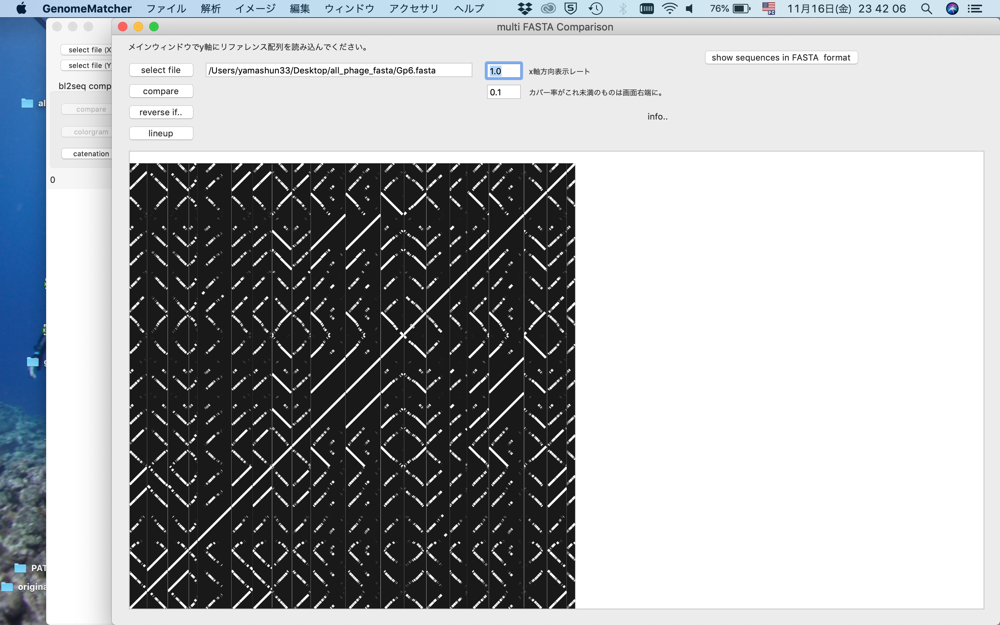 GenomeMatcher ファイル 解析 イメージ 編集 ウィンドウ アクセサリ ヘルプ 76% PC 11月16日(金) 23 42 06
multi FASTA Comparison
select file (X
select file (Y
bl2seq comp
compare
colorgram
catenation
0
メインウィンドウでy軸にリファレンス配列を読み込んでください。
select file /Users/yamashun33/Desktop/all_phage_fasta/Gp6.fasta 1.0 x軸方向表示レート
show sequences in FASTA format
compare 0.1 カバー率がこれ未満のものは画面右端に。
reverse if.. info..
lineup
al
g
PAT
origina